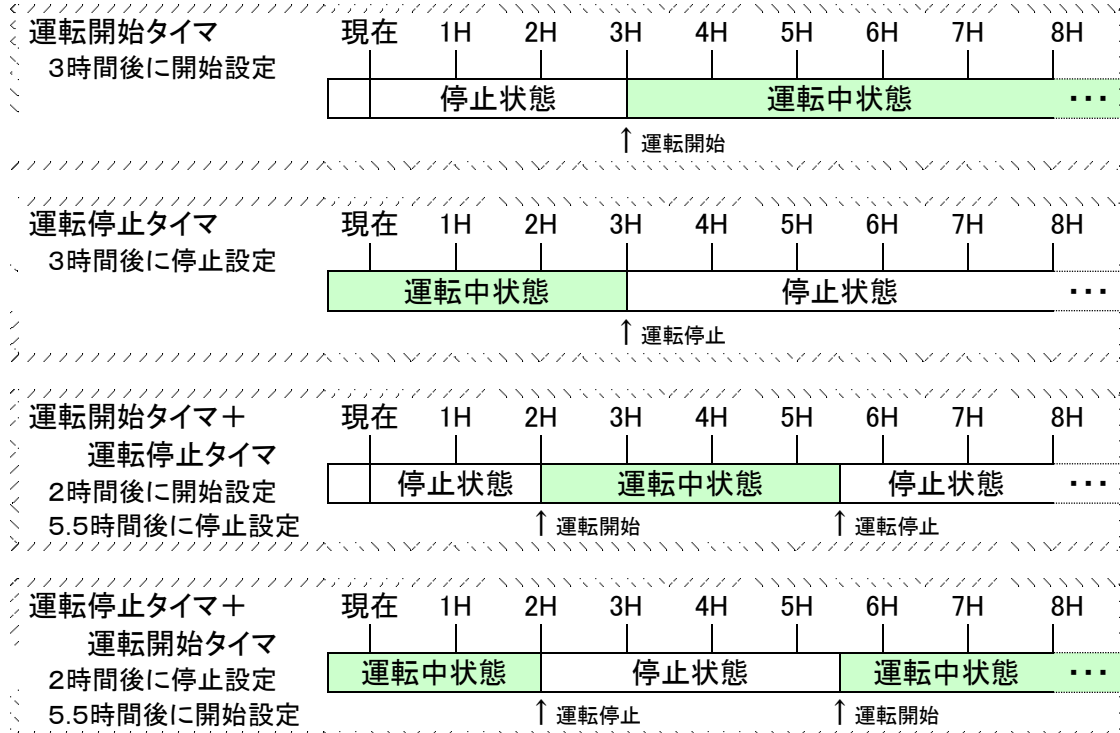 運転開始タイマ 現在 1H 2H 3H 4H 5H 6H 7H 8H
3時間後に開始設定
停止状態 運転中状態 ・・・
↑ 運転開始
運転停止タイマ 現在 1H 2H 3H 4H 5H 6H 7H 8H
3時間後に停止設定
運転中状態 停止状態 ・・・
↑ 運転停止
運転開始タイマ＋ 現在 1H 2H 3H 4H 5H 6H 7H 8H
運転停止タイマ
2時間後に開始設定 停止状態 運転中状態 停止状態 ・・・
5.5時間後に停止設定 ↑ 運転開始 ↑ 運転停止
運転停止タイマ＋ 現在 1H 2H 3H 4H 5H 6H 7H 8H
運転開始タイマ
2時間後に停止設定 運転中状態 停止状態 運転中状態 ・・・
5.5時間後に開始設定 ↑ 運転停止 ↑ 運転開始